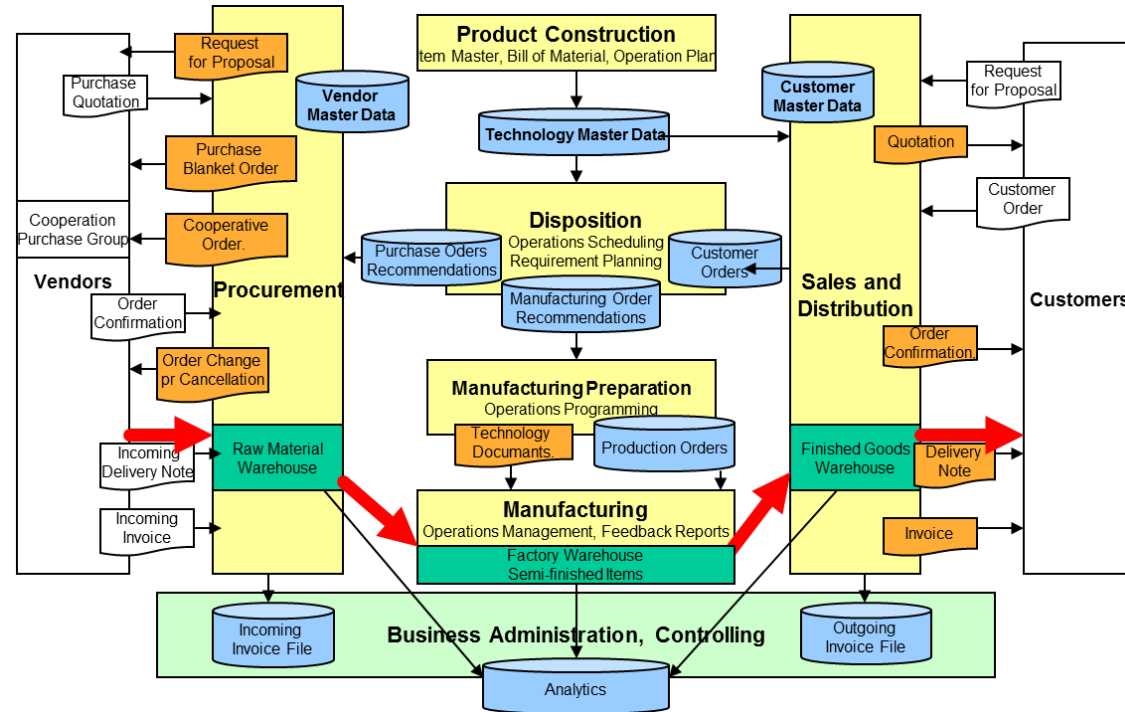 Product Construction
tem Master, Bill of Material, Operation Plan
Request
for Proposal
Purchase
Quotation
Vendor
Master Data
Technology Master Data
Customer
Master Data
Request
for Proposal
Quotation
Purchase
Blanket Order
Customer
Order
Cooperation
Purchase Group
Cooperative
Order.
Vendors
Procurement
Disposition
Operations Scheduling
Requirement Planning
Purchase Oders
Recommendations
Customer
Orders
Manufacturing Order
Recommendations
Sales and
Distribution
Customers
Order
Confirmation
Order Change
pr Cancellation
Order
Confirmation.
Manufacturing Preparation
Operations Programming
Technology
Documants.
Production Orders
Incoming
Delivery Note
Raw Material
Warehouse
Finished Goods
Warehouse
Delivery
Note
Manufacturing
Operations Management, Feedback Reports
Factory Warehouse
Semi-finished Items
Incoming
Invoice
Invoice
Incoming
Invoice File
Business Administration, Controlling
Outgoing
Invoice File
Analytics